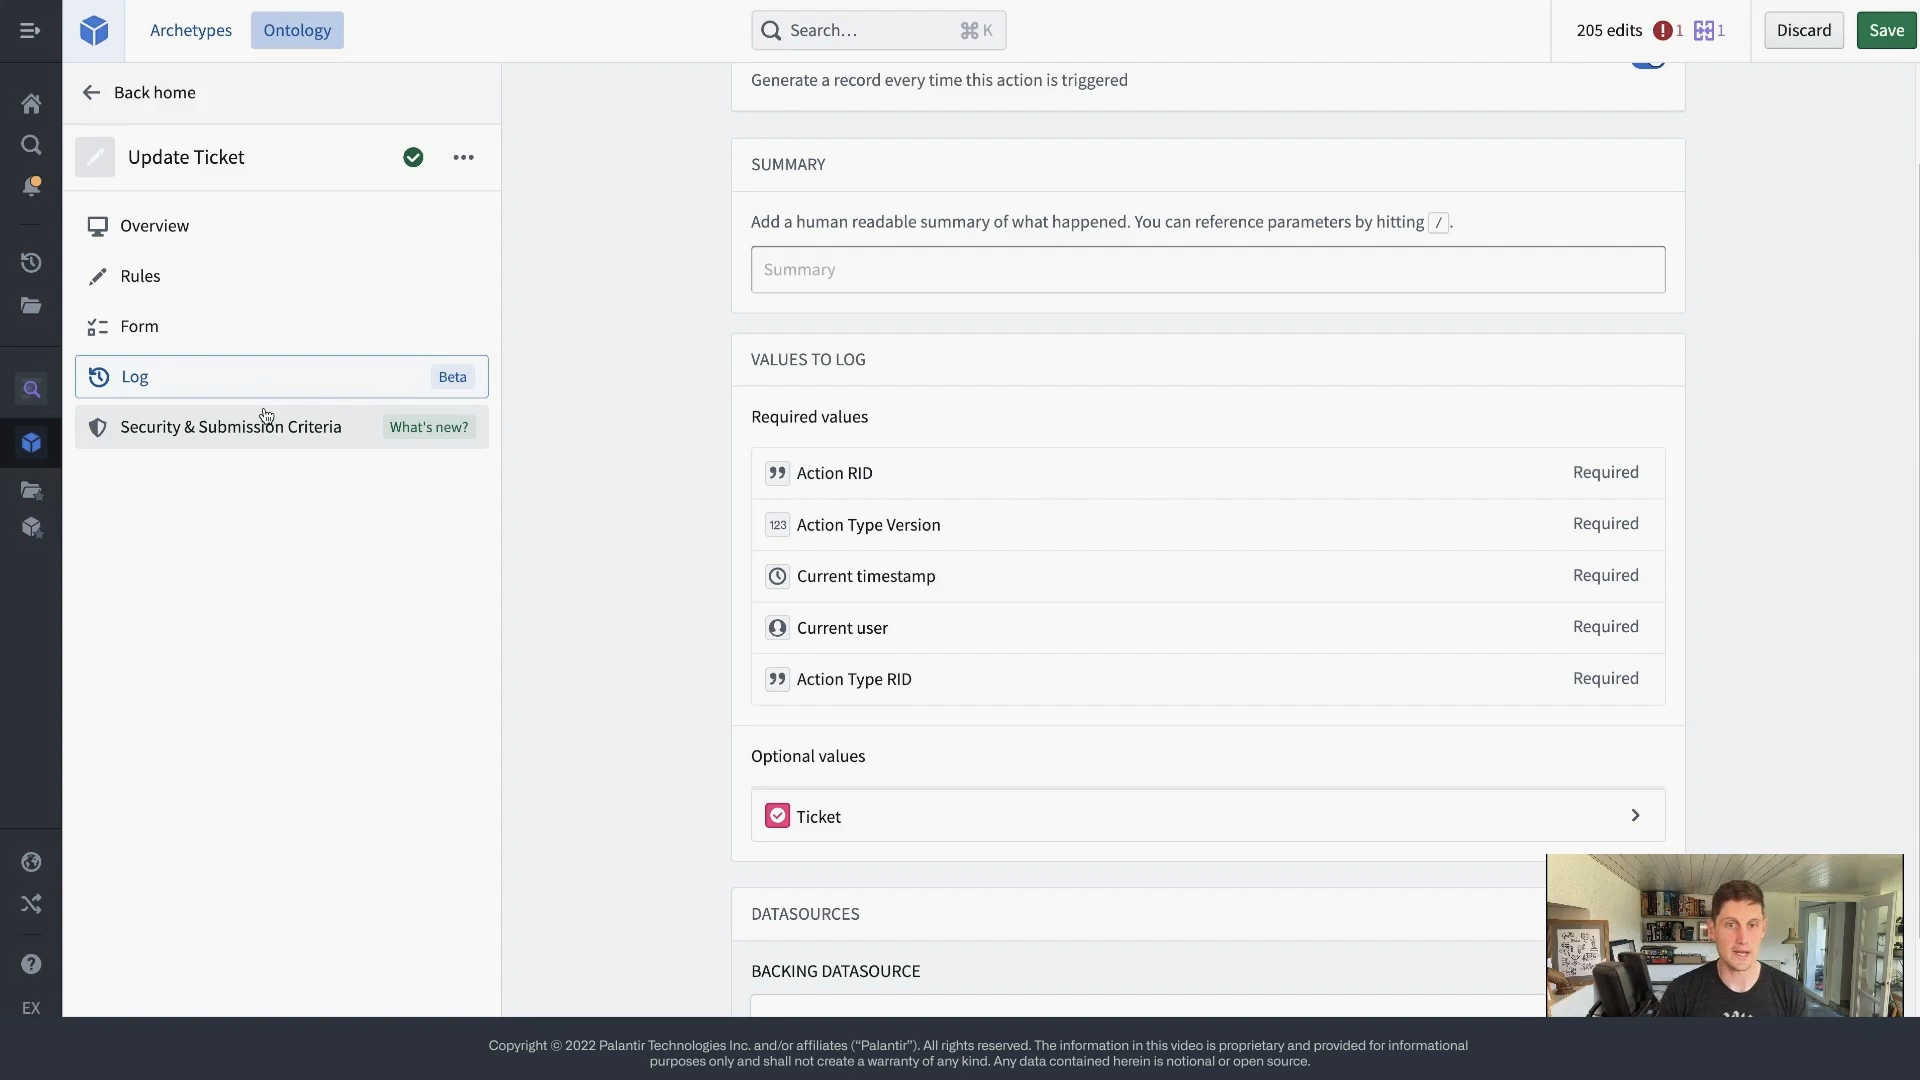 Archetypes
Ontology
Search…
⌘ K
205 edits
1
1
Discard
Save
Back home
Update Ticket
Overview
Rules
Form
Log
Beta
Security & Submission Criteria
What's new?
EX
Generate a record every time this action is triggered
SUMMARY
Add a human readable summary of what happened. You can reference parameters by hitting / .
Summary
VALUES TO LOG
Required values
Action RID
Required
123
Action Type Version
Required
Current timestamp
Required
Current user
Required
Action Type RID
Required
Optional values
Ticket
DATASOURCES
BACKING DATASOURCE
Copyright © 2022 Palantir Technologies Inc. and/or affiliates (“Palantir”). All rights reserved. The information in this video is proprietary and provided for informational
purposes only and shall not create a warranty of any kind. Any data contained herein is notional or open source.